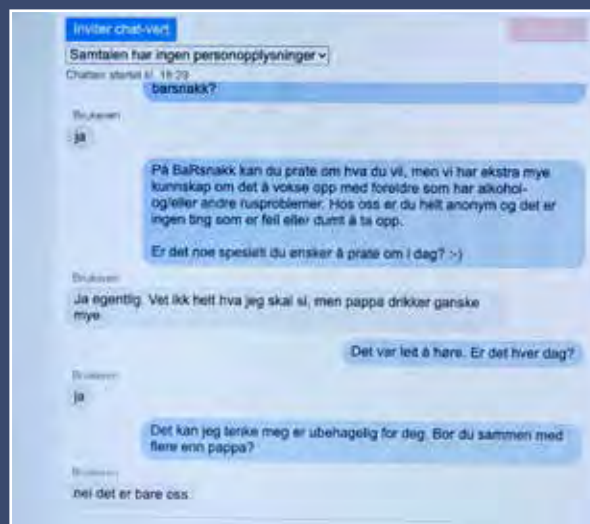 Inviter chat-vert
Samtalen har ingen personopplysninger
Chatten startet kl. 18:29
barsnakk?
Brukeren
ja
På BaRsnakk kan du prate om hva du vil, men vi har ekstra mye
kunnskap om det å vokse opp med foreldre som har alkohol-
og/eller andre rusproblemer. Hos oss er du helt anonym og det er
ingen ting som er feil eller dumt å ta opp.
Er det noe spesielt du ønsker å prate om i dag? :-)
Brukeren
Ja egentlig. Vet ikk helt hva jeg skal si, men pappa drikker ganske
mye
Det var leit å høre. Er det hver dag?
Brukeren
ja
Det kan jeg tenke meg er ubehagelig for deg. Bor du sammen med
flere enn pappa?
Brukeren
nei det er bare oss